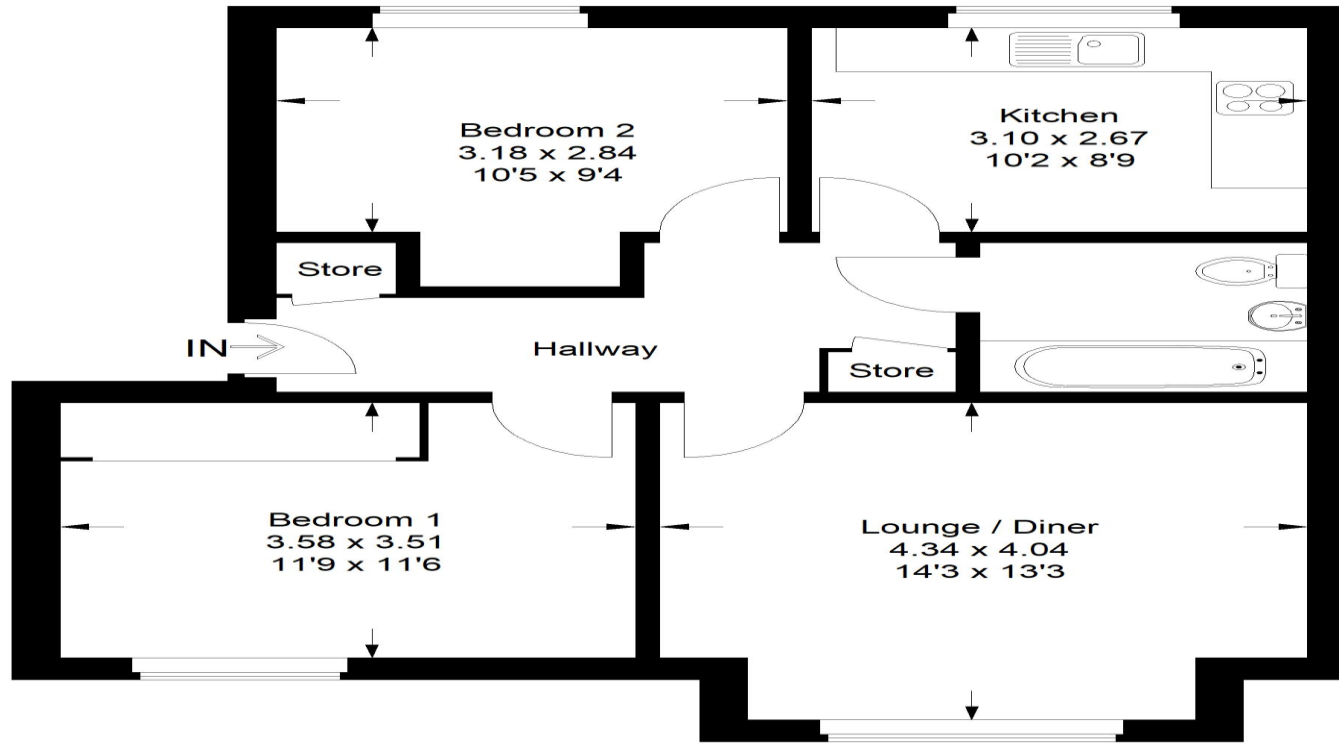 Bedroom 2
3.18 x 2.84
10'5 x 9'4
Kitchen
3.10 x 2.67
10'2 x 8'9
Store
IN
Hallway
Store
Bedroom 1
3.58 x 3.51
11'9 x 11'6
Lounge / Diner
4.34 x 4.04
14'3 x 13'3